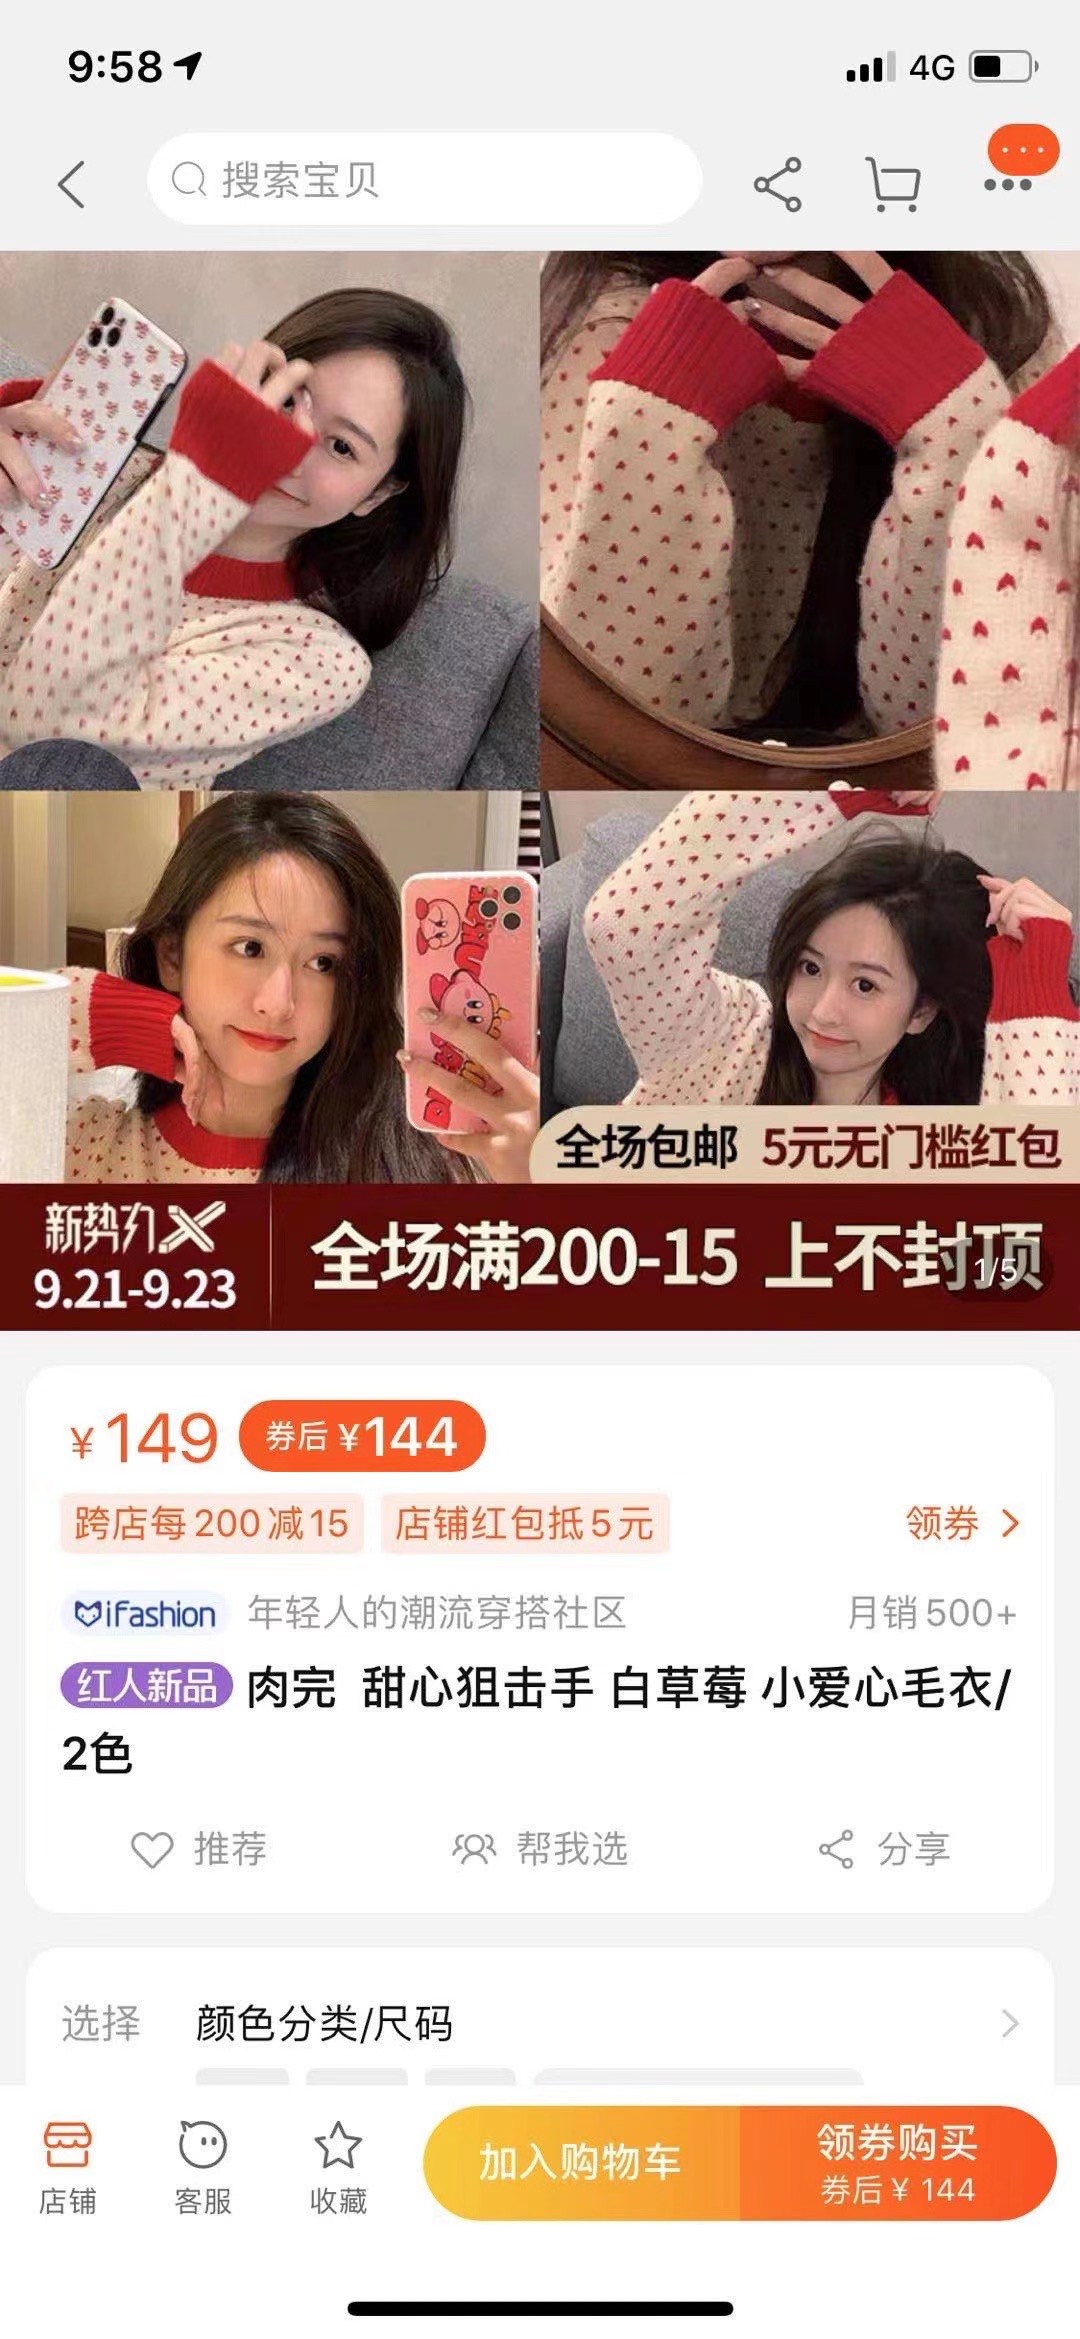 9:58
4G
搜索宝贝
全场包邮 5元无门槛红包
新势力
9.21-9.23
全场满200-15 上不封顶
1/5
¥149 券后¥144
跨店每200减15 店铺红包抵5元 领券
iFashion 年轻人的潮流穿搭社区 月销500+
红人新品 肉完 甜心狙击手 白草莓 小爱心毛衣/
2色
推荐 帮我选 分享
选择 颜色分类/尺码
店铺 客服 收藏 加入购物车 领券购买
券后¥144